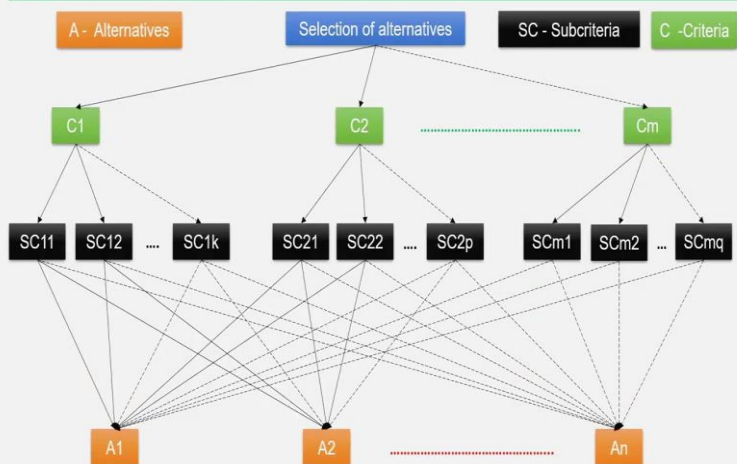 A - Alternatives
Selection of alternatives
SC - Subcriteria
C -Criteria
C1
C2
Cm
SC11
SC12
....
SC1k
SC21
SC22
....
SC2p
SCm1
SCm2
...
SCmq
A1
A2
An